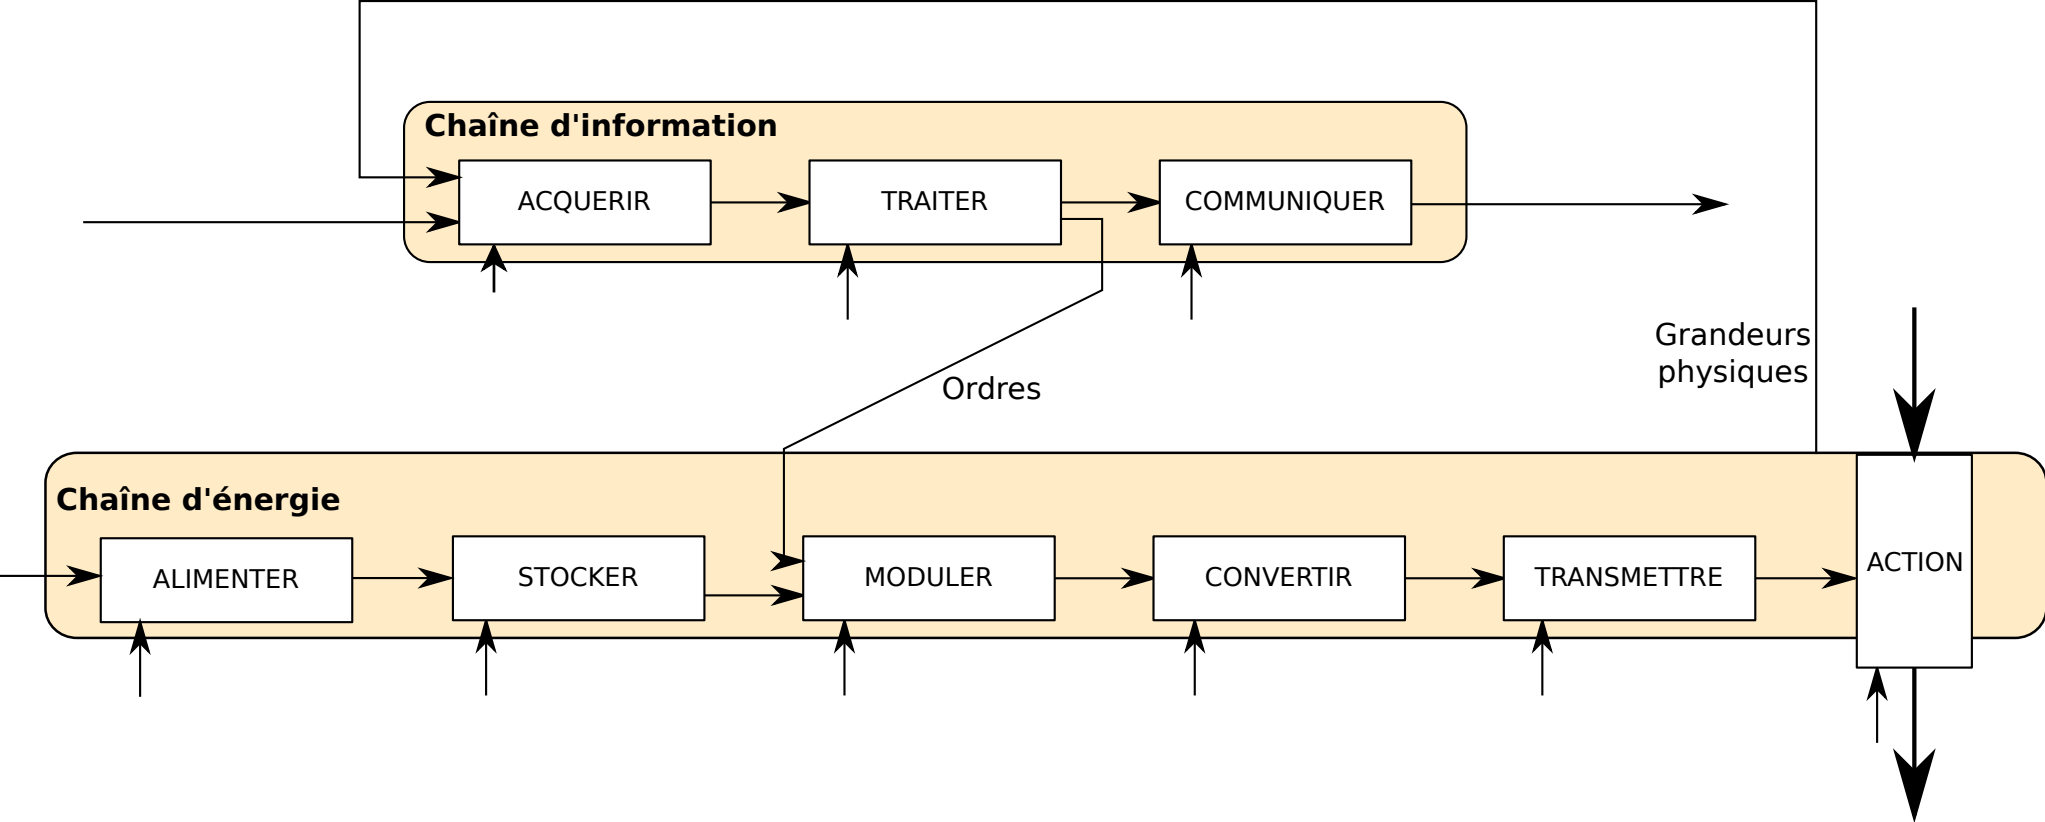 Chaîne d'information
ACQUERIR
TRAITER
COMMUNIQUER
Grandeurs
physiques
Ordres
Chaîne d'énergie
ALIMENTER
STOCKER
MODULER
CONVERTIR
TRANSMETTRE
ACTION